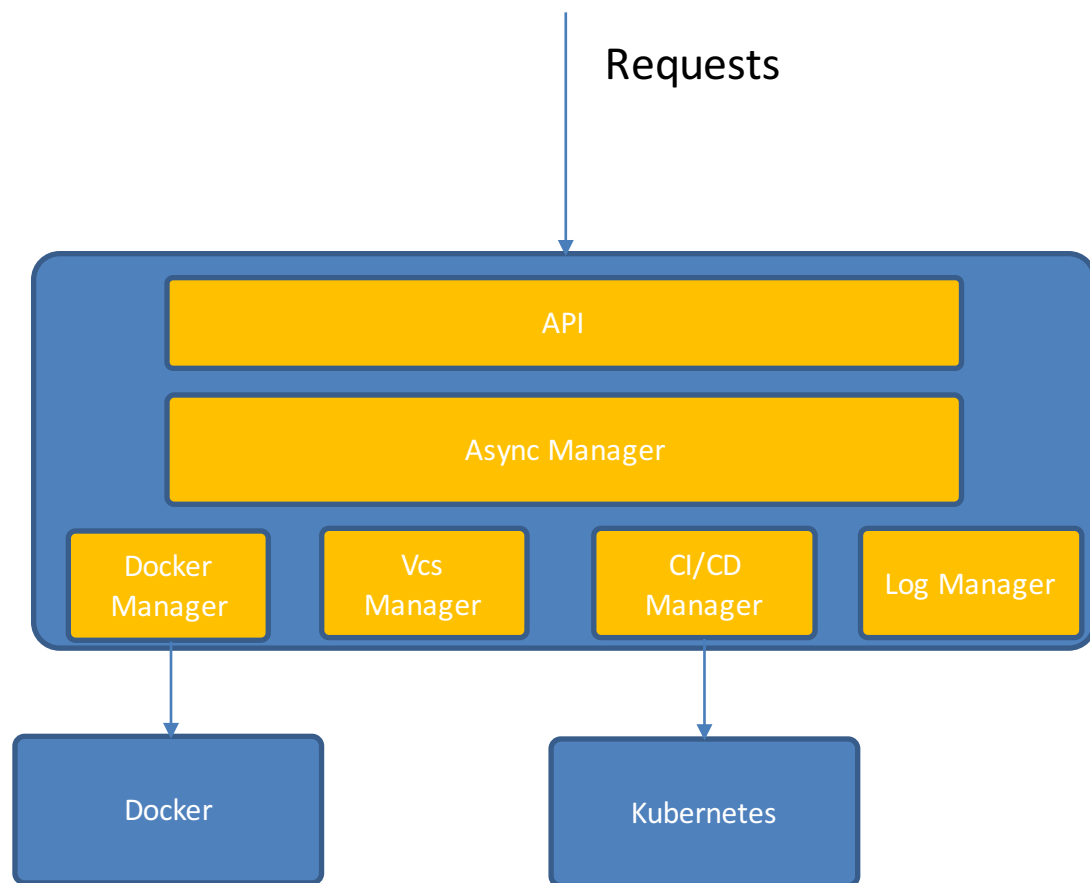 Requests
API
Async Manager
Docker
Manager
Vcs
Manager
CI/CD
Manager
Log Manager
Docker
Kubernetes